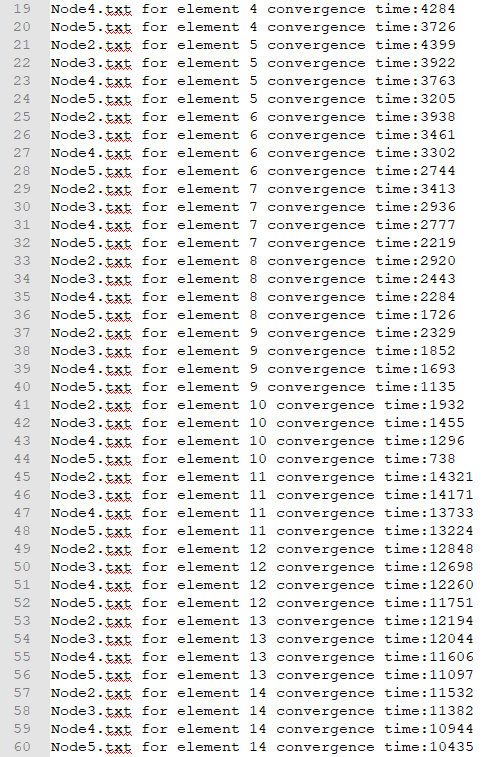 19 Node4.txt for element 4 convergence time:4284
20 Node5.txt for element 4 convergence time:3726
21 Node2.txt for element 5 convergence time:4399
22 Node3.txt for element 5 convergence time:3922
23 Node4.txt for element 5 convergence time:3763
24 Node5.txt for element 5 convergence time:3205
25 Node2.txt for element 6 convergence time:3938
26 Node3.txt for element 6 convergence time:3461
27 Node4.txt for element 6 convergence time:3302
28 Node5.txt for element 6 convergence time:2744
29 Node2.txt for element 7 convergence time:3413
30 Node3.txt for element 7 convergence time:2936
31 Node4.txt for element 7 convergence time:2777
32 Node5.txt for element 7 convergence time:2219
33 Node2.txt for element 8 convergence time:2920
34 Node3.txt for element 8 convergence time:2443
35 Node4.txt for element 8 convergence time:2284
36 Node5.txt for element 8 convergence time:1726
37 Node2.txt for element 9 convergence time:2329
38 Node3.txt for element 9 convergence time:1852
39 Node4.txt for element 9 convergence time:1693
40 Node5.txt for element 9 convergence time:1135
41 Node2.txt for element 10 convergence time:1932
42 Node3.txt for element 10 convergence time:1455
43 Node4.txt for element 10 convergence time:1296
44 Node5.txt for element 10 convergence time:738
45 Node2.txt for element 11 convergence time:14321
46 Node3.txt for element 11 convergence time:14171
47 Node4.txt for element 11 convergence time:13733
48 Node5.txt for element 11 convergence time:13224
49 Node2.txt for element 12 convergence time:12848
50 Node3.txt for element 12 convergence time:12698
51 Node4.txt for element 12 convergence time:12260
52 Node5.txt for element 12 convergence time:11751
53 Node2.txt for element 13 convergence time:12194
54 Node3.txt for element 13 convergence time:12044
55 Node4.txt for element 13 convergence time:11606
56 Node5.txt for element 13 convergence time:11097
57 Node2.txt for element 14 convergence time:11532
58 Node3.txt for element 14 convergence time:11382
59 Node4.txt for element 14 convergence time:10944
60 Node5.txt for element 14 convergence time:10435